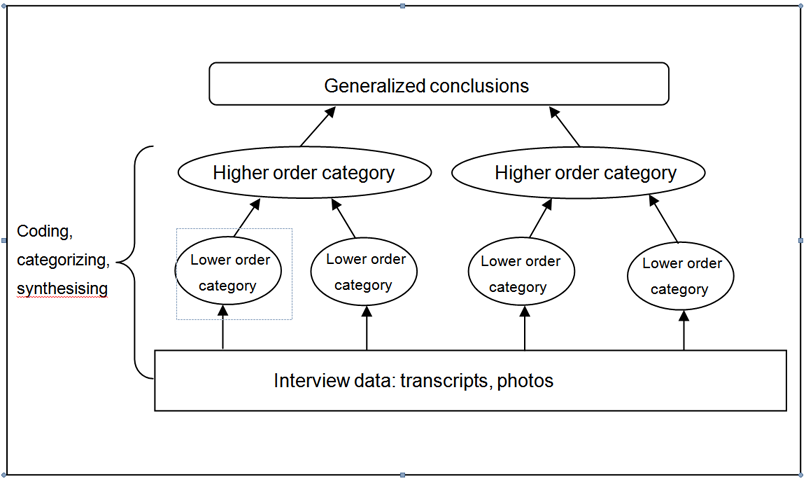 Generalized conclusions
Higher order category
Higher order category
Coding,
categorizing,
synthesising
Lower order
category
Lower order
category
Lower order
category
Lower order
category
Interview data: transcripts, photos